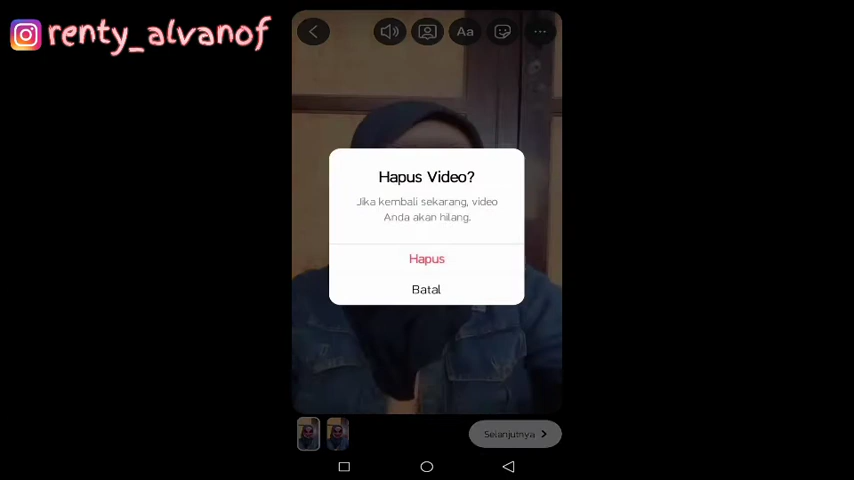 renty_alvanof
Aa
Hapus Video?
Jika kembali sekarang, video
Anda akan hilang.
Hapus
Batal
Selanjutnya